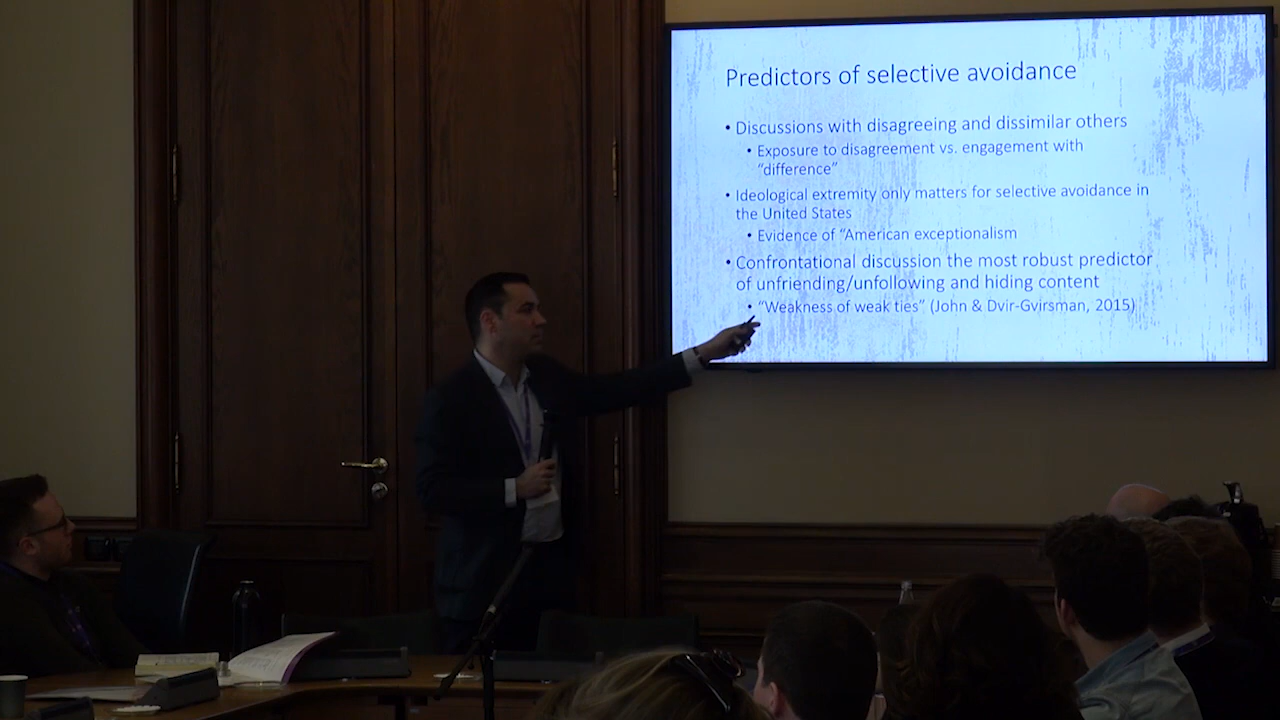 Predictors of selective avoidance
• Discussions with disagreeing and dissimilar others
• Exposure to disagreement vs. engagement with
"difference"
• Ideological extremity only matters for selective avoidance in
the United States
• Evidence of "American exceptionalism
• Confrontational discussion the most robust predictor
of unfriending/unfollowing and hiding content
• "Weakness of weak ties" (John & Dvir-Gvirsman, 2015)